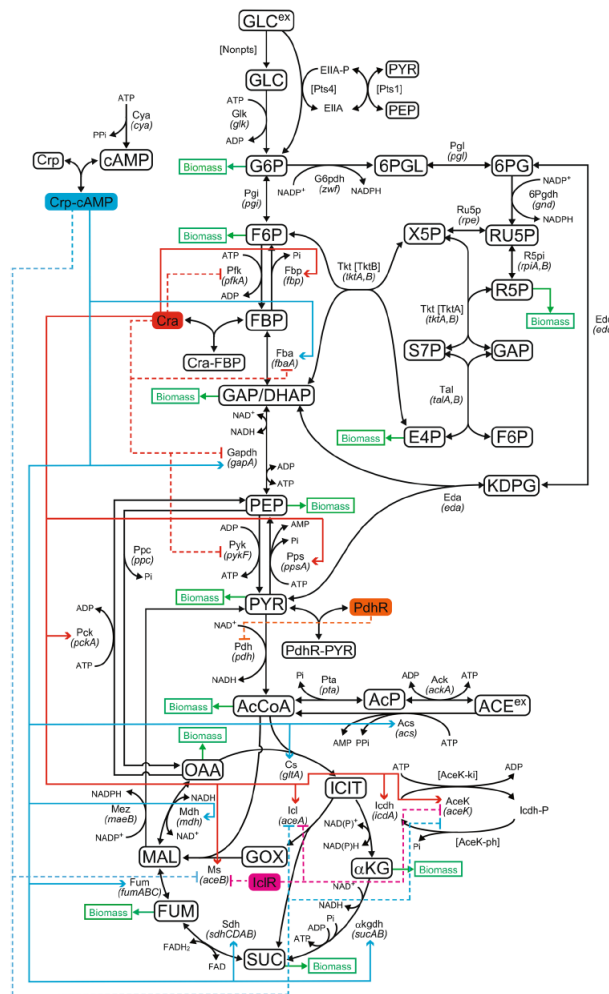 GLCex
[Nonpts]
EIIA-P
PYR
[Pts4]
[Pts1]
EIIA
PEP
GLC
ATP
Glk
(glk)
ADP
ATP
Cya
(cya)
PPi
Crp
cAMP
Crp-cAMP
Biomass
G6P
G6pdh
(zwf)
NADP+
NADPH
6PGL
Pgl
(pgl)
6PG
NADP+
6Pgdh
(gnd)
NADPH
Pgi
(pgi)
Biomass
F6P
X5P
Ru5p
(rpe)
RU5P
R5pi
(rpiA,B)
R5P
Biomass
ATP
Pfk
(pfkA)
ADP
Pi
Fbp
(fbp)
Tkt [TktB]
(tktA,B)
Tkt [TktA]
(tktA,B)
Cra
FBP
Cra-FBP
Fba
(fbaA)
S7P
GAP
Tal
(talA,B)
Biomass
GAP/DHAP
Biomass
E4P
F6P
NAD+
NADH
Gapdh
(gapA)
ADP
ATP
KDPG
Eda
(eda)
PEP
Biomass
Ppc
(ppc)
Pi
ADP
Pyk
(pykF)
ATP
AMP
Pi
Pps
(ppsA)
ATP
Biomass
PYR
PdhR
PdhR-PYR
ADP
Pck
(pckA)
ATP
NAD+
Pdh
(pdh)
NADH
Biomass
AcCoA
Pi
Pta
(pta)
AcP
ADP
Ack
(ackA)
ATP
ACEex
Acs
(acs)
AMP
PPi
ATP
Biomass
OAA
Cs
(gltA)
ICIT
ATP
[AceK-ki]
ADP
AceK
(aceK)
Icdh-P
[AceK-ph]
Pi
NADPH
Mez
(maeB)
NADP+
NADH
Mdh
(mdh)
NAD+
Icl
(aceA)
Icdh
(icdA)
NAD(P)+
NAD(P)H
MAL
GOX
Ms
(aceB)
IclR
αKG
Biomass
Fum
(fumABC)
Biomass
FUM
Sdh
(sdhCDAB)
FADH2
FAD
NAD+
NADH
Pi
ADP
ATP
αkgdh
(sucAB)
SUC
Biomass